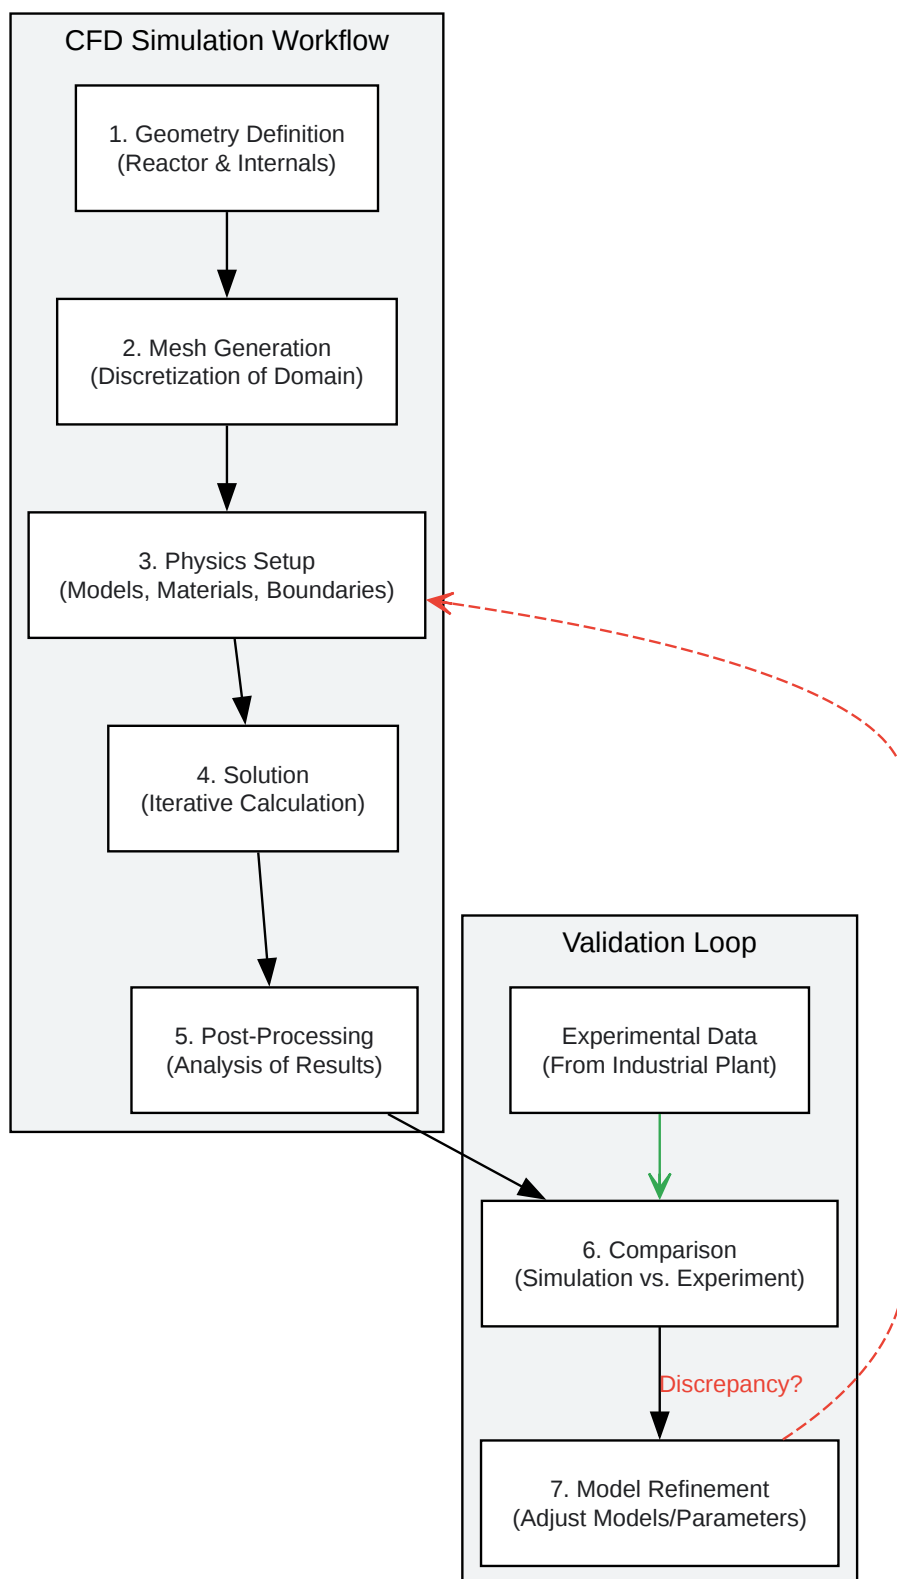 CFD Simulation Workflow
1. Geometry Definition
(Reactor & Internals)
2. Mesh Generation
(Discretization of Domain)
3. Physics Setup
(Models, Materials, Boundaries)
4. Solution
(Iterative Calculation)
5. Post-Processing
(Analysis of Results)
Validation Loop
Experimental Data
(From Industrial Plant)
6. Comparison
(Simulation vs. Experiment)
Discrepancy?
7. Model Refinement
(Adjust Models/Parameters)